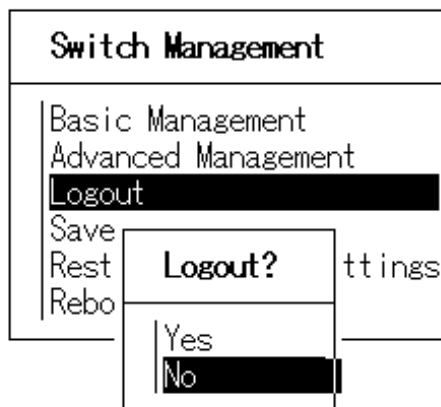 Switch Management
Basic Management
Advanced Management
Logout
Save
Rest ttings
Rebo
Logout?
Yes
No